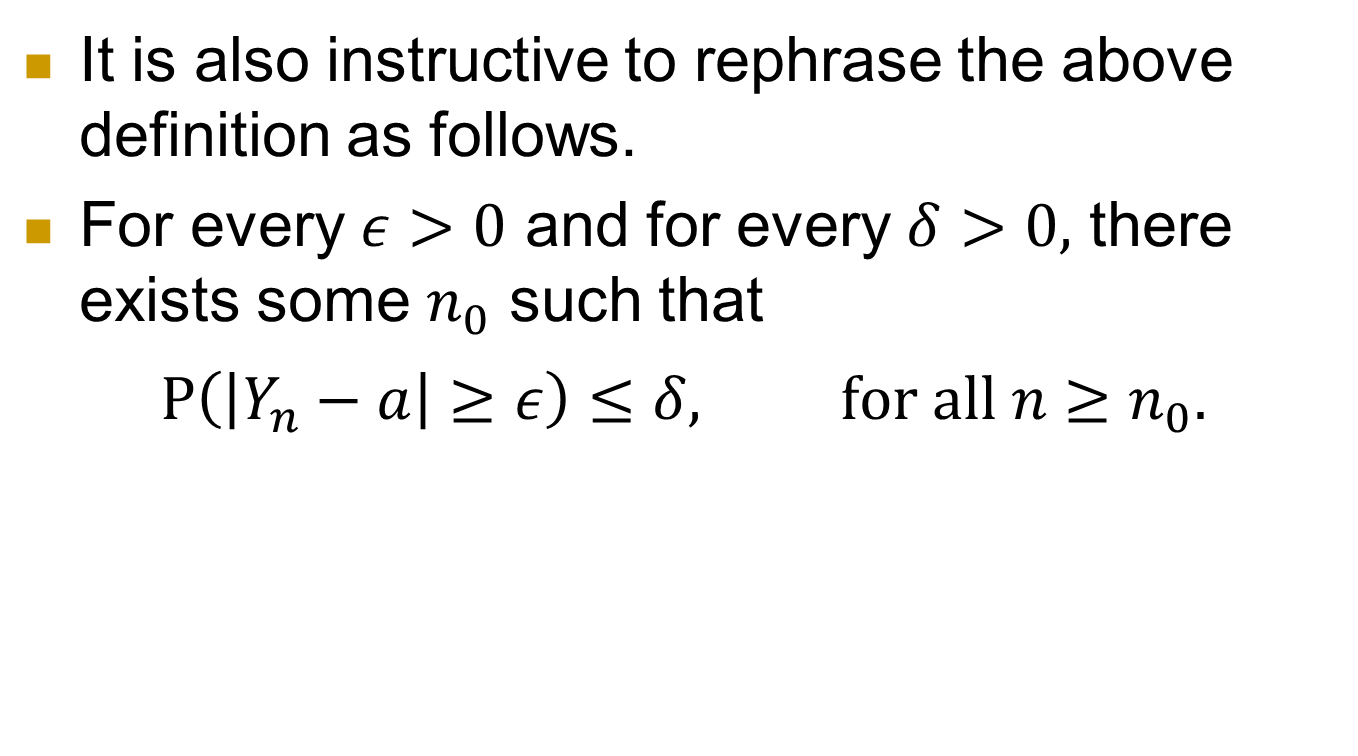 It is also instructive to rephrase the above
definition as follows.
For every ϵ > 0 and for every δ > 0, there
exists some n₀ such that
P(|Yₙ − a| ≥ ϵ) ≤ δ, for all n ≥ n₀.